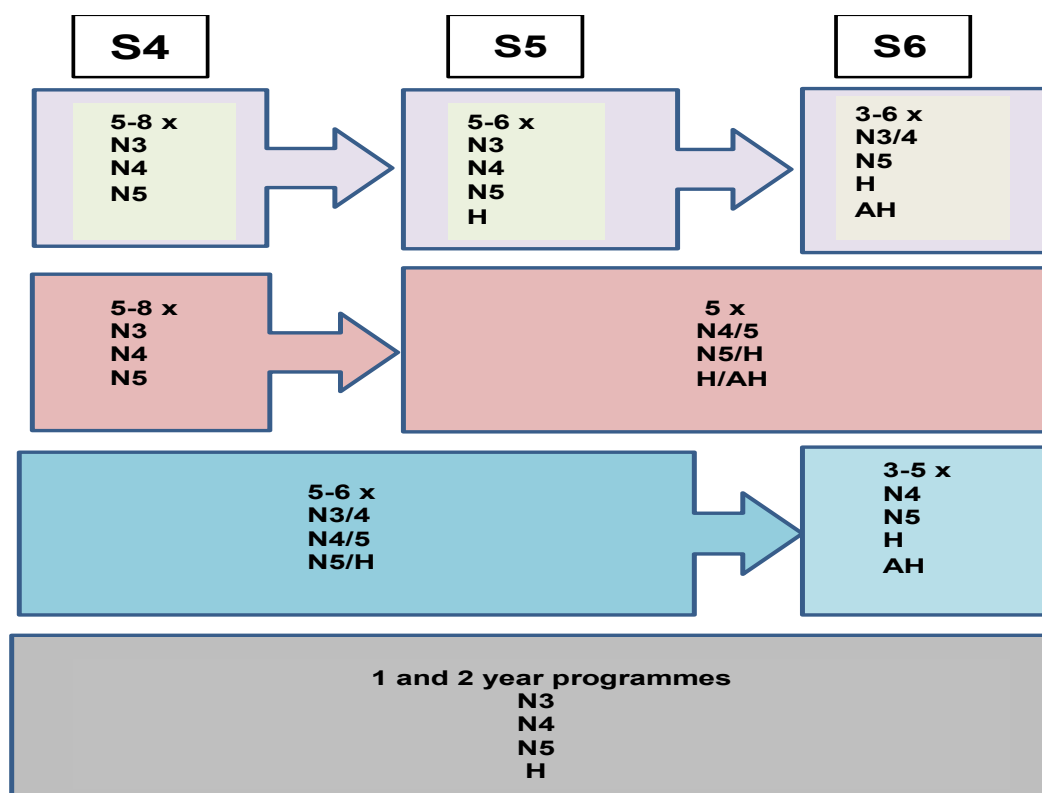 S4
S5
S6
5-8 x
N3
N4
N5
5-6 x
N3
N4
N5
H
3-6 x
N3/4
N5
H
AH
5-8 x
N3
N4
N5
5 x
N4/5
N5/H
H/AH
5-6 x
N3/4
N4/5
N5/H
3-5 x
N4
N5
H
AH
1 and 2 year programmes
N3
N4
N5
H